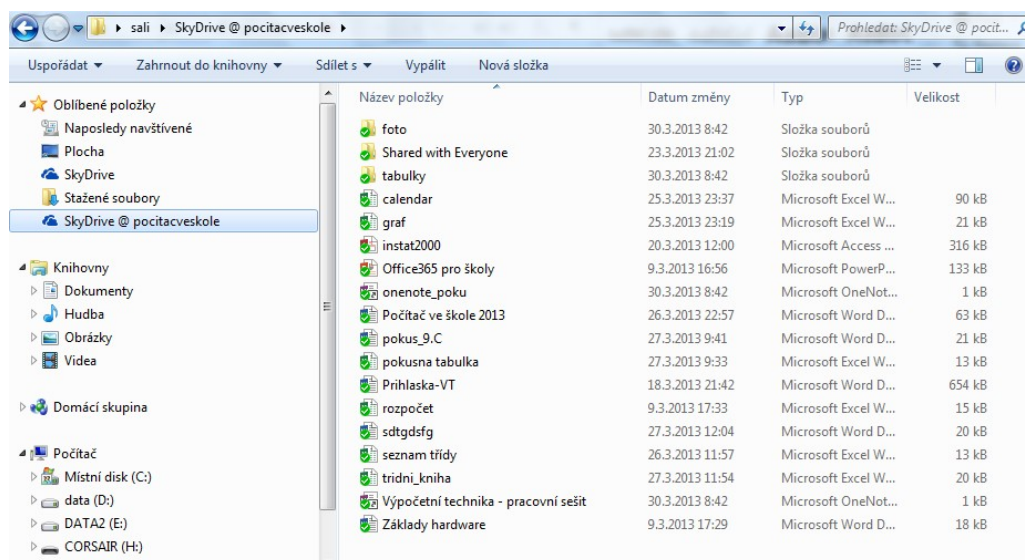 sali ▸ SkyDrive @ pocitacveskole ▸
Prohledat: SkyDrive @ pocit...
Uspořádat Zahrnout do knihovny Sdílet s Vypálit Nová složka
Oblíbené položky
Naposledy navštívené
Plocha
SkyDrive
Stažené soubory
SkyDrive @ pocitacveskole
Knihovny
Dokumenty
Hudba
Obrázky
Videa
Domácí skupina
Počítač
Místní disk (C:)
data (D:)
DATA2 (E:)
CORSAIR (H:)
Název položky Datum změny Typ Velikost
foto 30.3.2013 8:42 Složka souborů
Shared with Everyone 23.3.2013 21:02 Složka souborů
tabulky 30.3.2013 8:42 Složka souborů
calendar 25.3.2013 23:37 Microsoft Excel W... 90 kB
graf 25.3.2013 23:19 Microsoft Excel W... 21 kB
instat2000 20.3.2013 12:00 Microsoft Access ... 316 kB
Office365 pro školy 9.3.2013 16:56 Microsoft PowerP... 133 kB
onenote_poku 30.3.2013 8:42 Microsoft OneNot... 1 kB
Počítač ve škole 2013 26.3.2013 22:57 Microsoft Word D... 63 kB
pokus_9.C 27.3.2013 9:41 Microsoft Word D... 21 kB
pokusna tabulka 27.3.2013 9:33 Microsoft Excel W... 13 kB
Prihlaska-VT 18.3.2013 21:42 Microsoft Word D... 654 kB
rozpočet 9.3.2013 17:33 Microsoft Excel W... 15 kB
sdtgdsfg 27.3.2013 12:04 Microsoft Word D... 20 kB
seznam třídy 26.3.2013 11:57 Microsoft Excel W... 13 kB
tridni_kniha 27.3.2013 11:54 Microsoft Excel W... 20 kB
Výpočetní technika - pracovní sešit 30.3.2013 8:42 Microsoft OneNot... 1 kB
Základy hardware 9.3.2013 17:29 Microsoft Word D... 18 kB